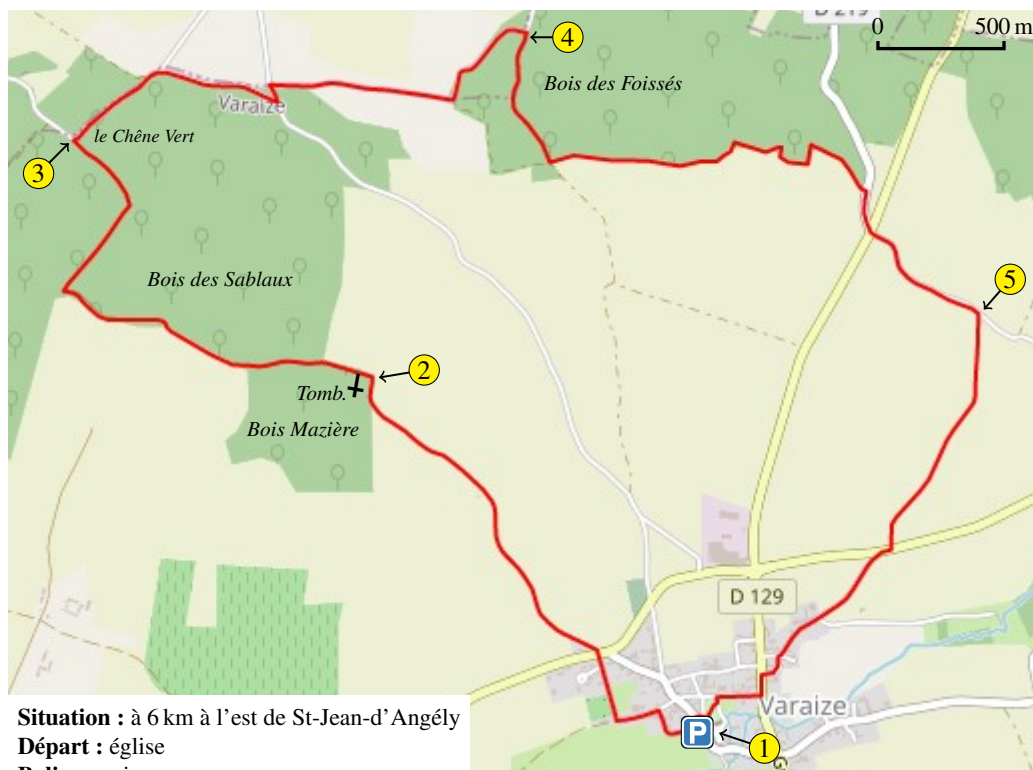 D 219
0 500 m
4
Bois des Foissés
Varaize
le Chêne Vert
3
Bois des Sablaux
5
2
Tomb.
Bois Mazière
D 129
Varaize
P
1
Situation : à 6 km à l'est de St-Jean-d'Angély
Départ : église